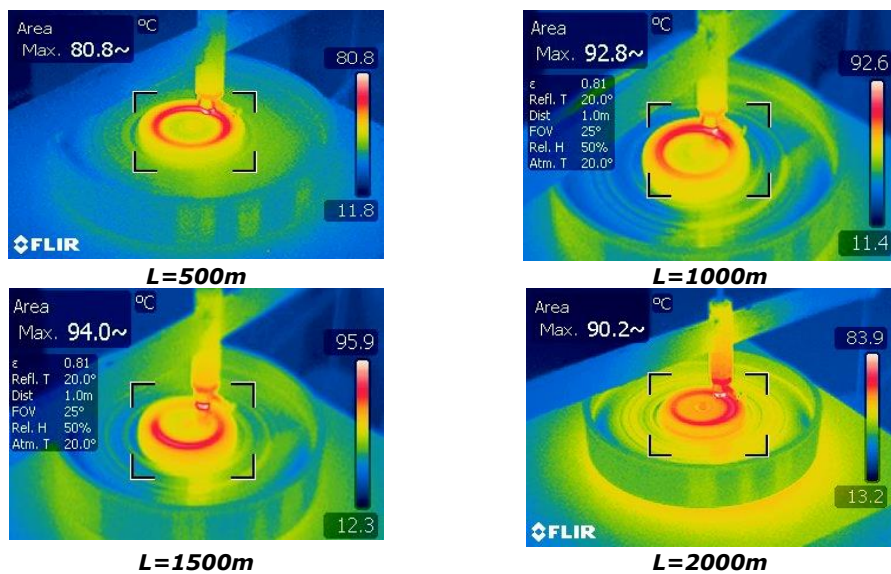 Area °C
Max. 80.8~
80.8
11.8
FLIR
L=500m
Area °C
Max. 92.8~
92.6
ε 0.81
Refl. T 20.0°
Dist 1.0m
FOV 25°
Rel. H 50%
Atm. T 20.0°
11.4
L=1000m
Area °C
Max. 94.0~
95.9
ε 0.81
Refl. T 20.0°
Dist 1.0m
FOV 25°
Rel. H 50%
Atm. T 20.0°
12.3
L=1500m
Area °C
Max. 90.2~
83.9
13.2
FLIR
L=2000m